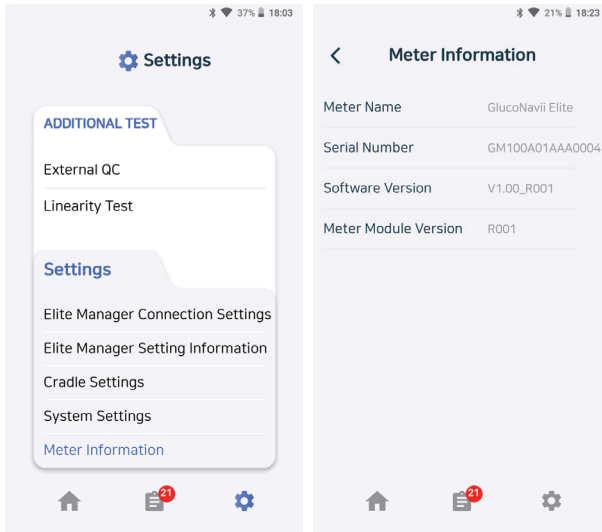 37% 18:03
Settings
ADDITIONAL TEST
External QC
Linearity Test
Settings
Elite Manager Connection Settings
Elite Manager Setting Information
Cradle Settings
System Settings
Meter Information
21
21% 18:23
Meter Information
Meter Name GlucoNavii Elite
Serial Number GM100A01AAA0004
Software Version V1.00_R001
Meter Module Version R001
21